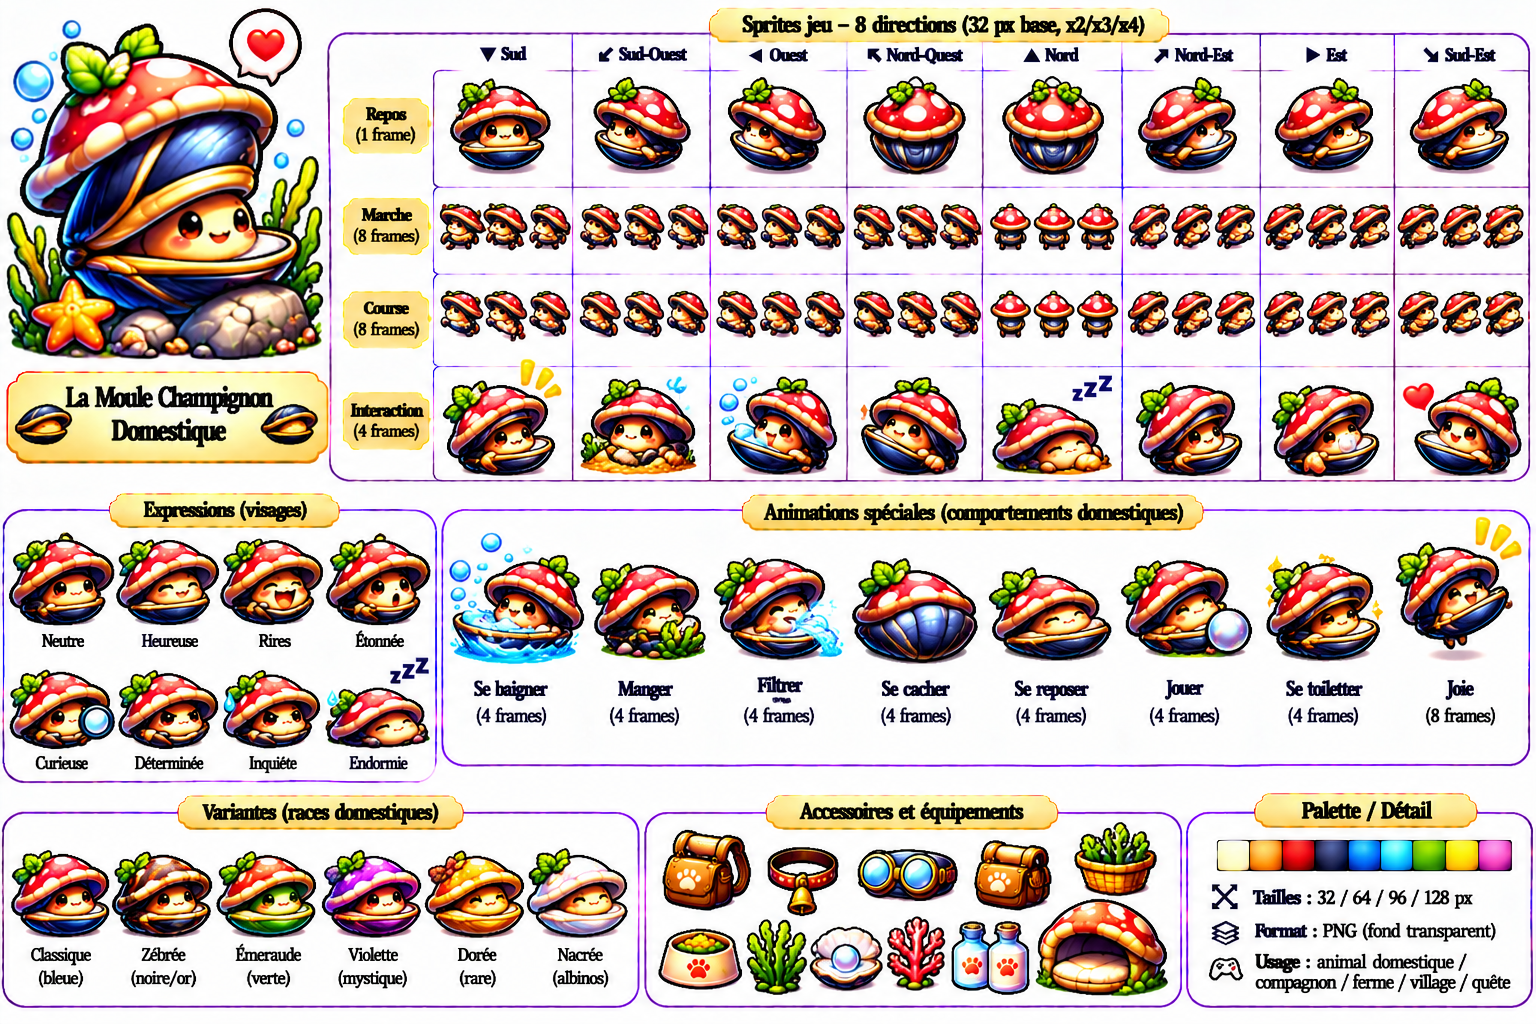 Sprites jeu – 8 directions (32 px base, x2/x3/x4)
▼ Sud
↙ Sud-Ouest
◀ Ouest
↖ Nord-Quest
▲ Nord
↗ Nord-Est
▶ Est
↘ Sud-Est
Repos
(1 frame)
Marche
(8 frames)
Course
(8 frames)
Interaction
(4 frames)
zzZ
La Moule Champignon
Domestique
Expressions (visages)
Neutre
Heureuse
Rires
Étonnée
zzZ
Curieuse
Déterminée
Inquiéte
Endormie
Animations spéciales (comportements domestiques)
Se baigner
(4 frames)
Manger
(4 frames)
Filtrer
(4 frames)
Se cacher
(4 frames)
Se reposer
(4 frames)
Jouer
(4 frames)
Se toiletter
(4 frames)
Joie
(8 frames)
Variantes (races domestiques)
Classique
(bleue)
Zébrée
(noire/or)
Émeraude
(verte)
Violette
(mystique)
Dorée
(rare)
Nacrée
(albinos)
Accessoires et équipements
Palette / Détail
Tailles : 32 / 64 / 96 / 128 px
Format : PNG (fond transparent)
Usage : animal domestique /
compagnon / ferme / village / quête